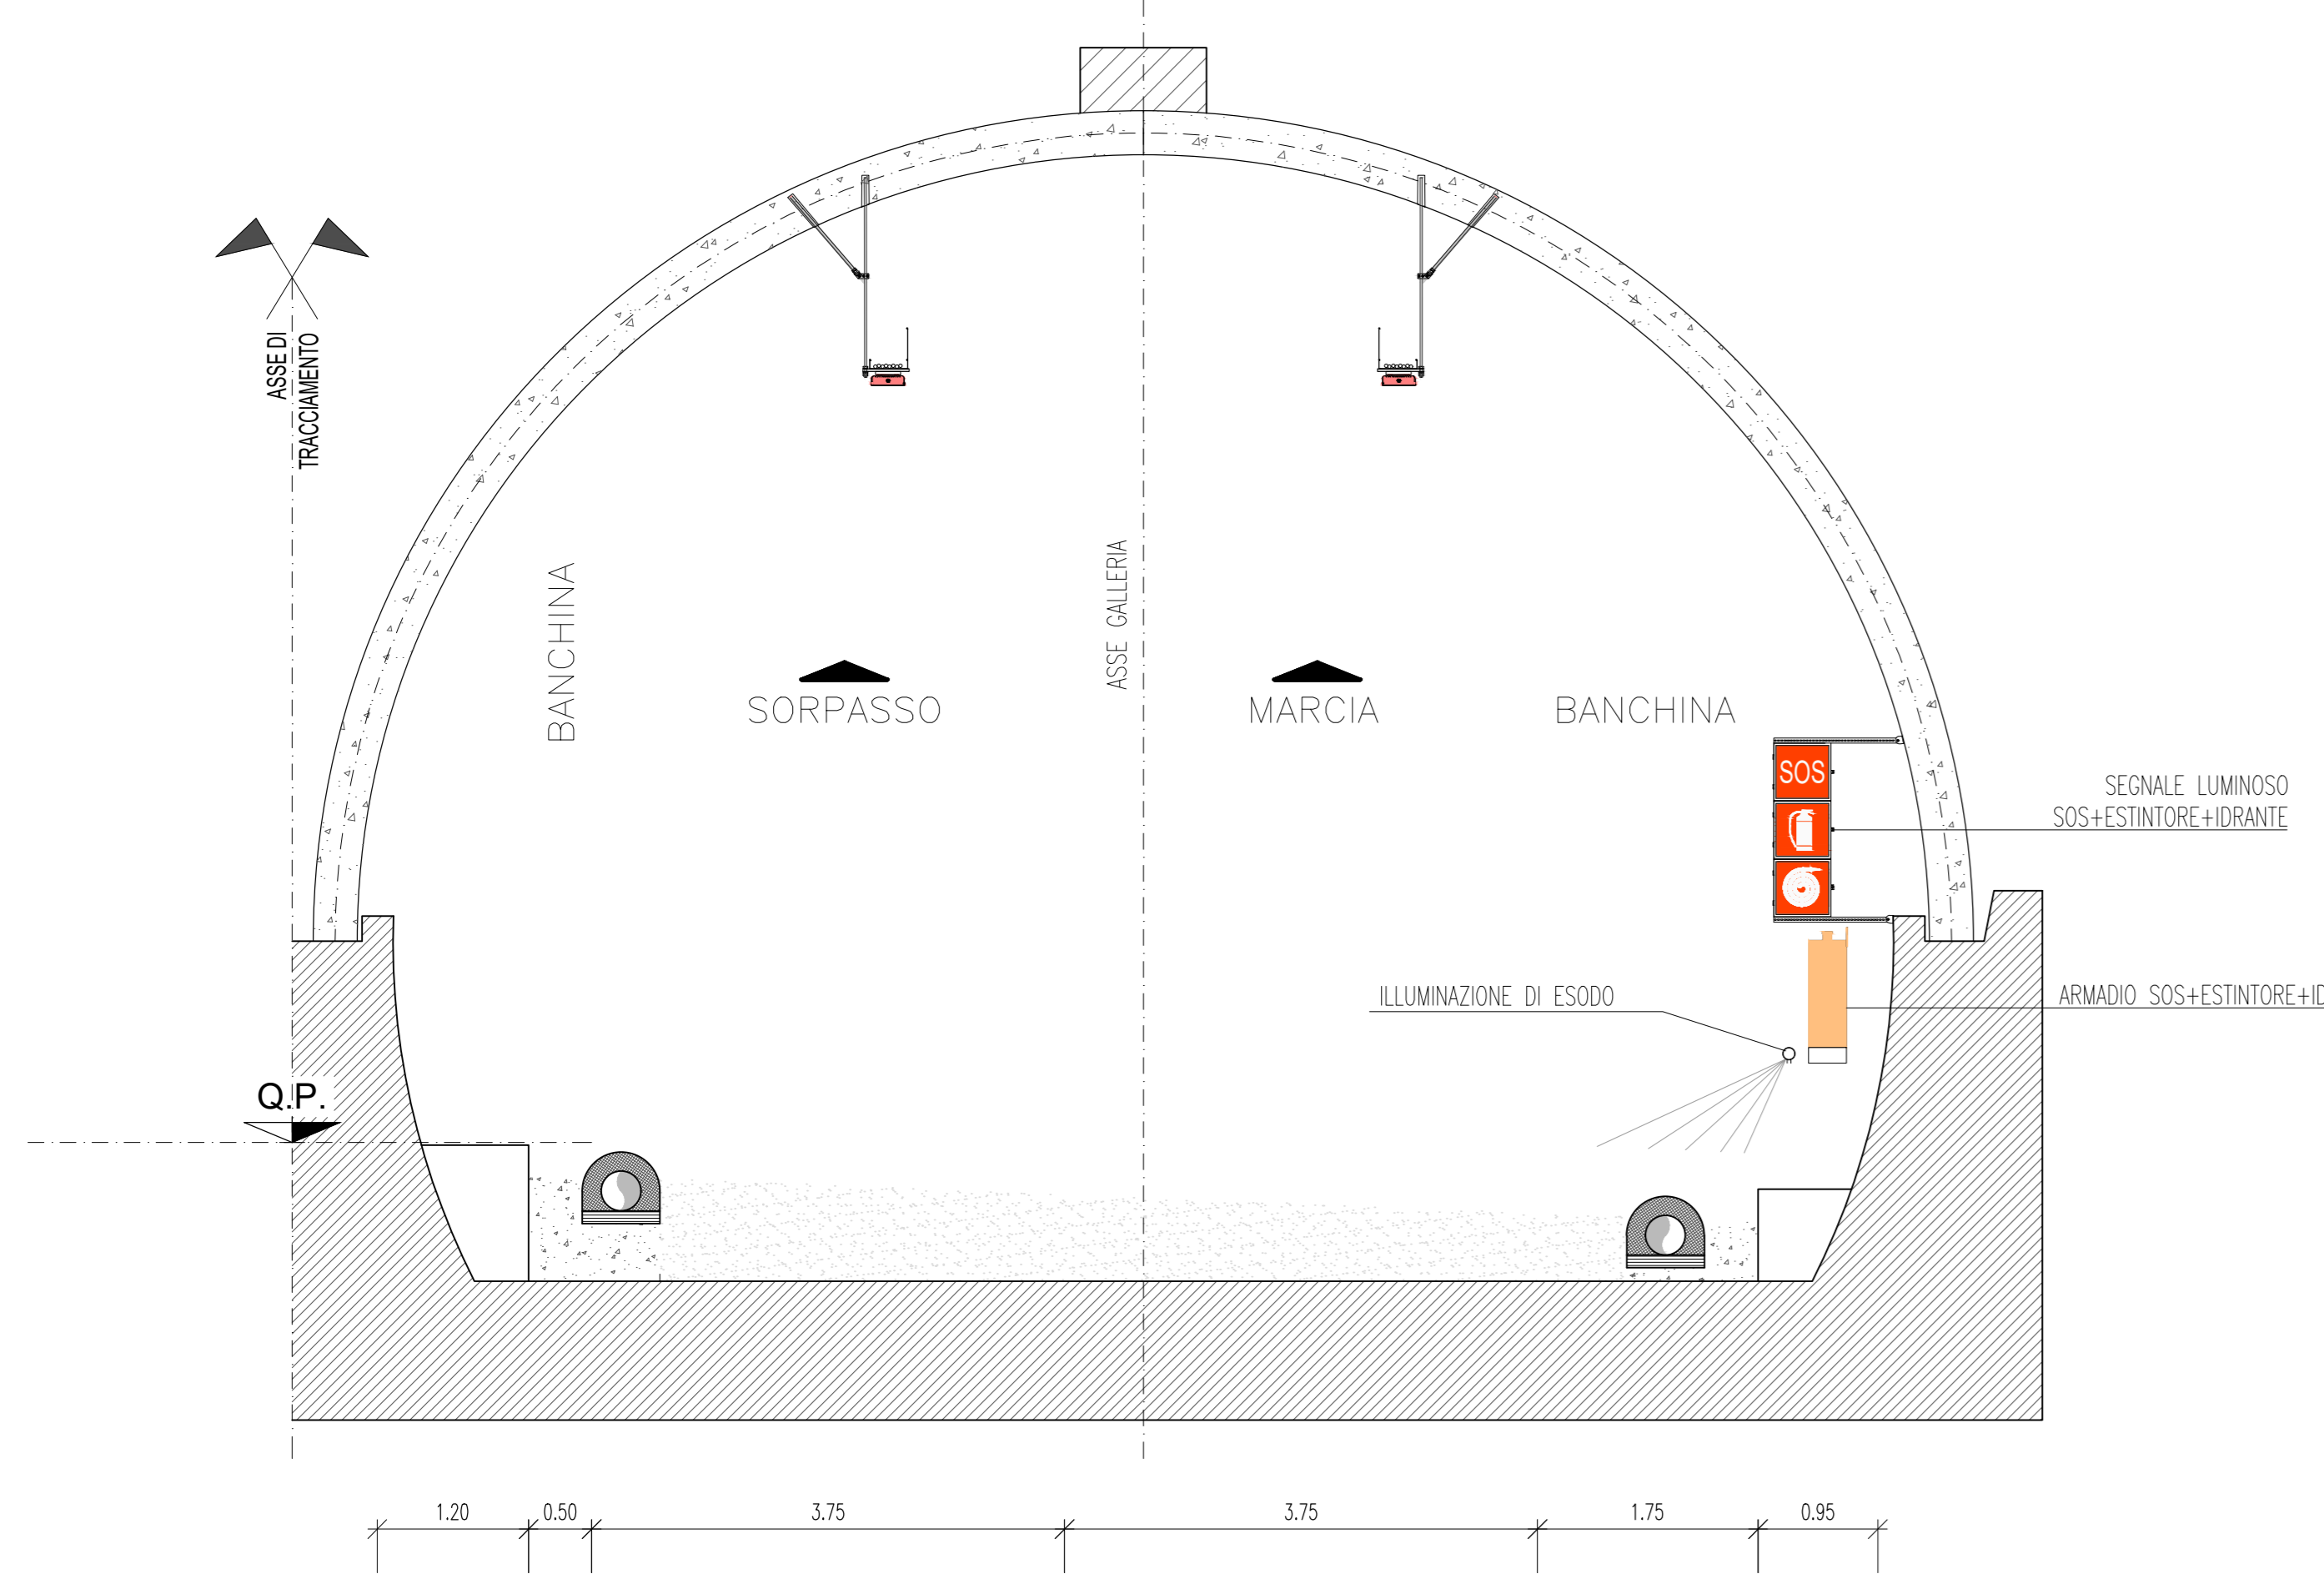 ASSE DI
TRACCIAMENTO
BANCHINA
ASSE GALLERIA
SORPASSO
MARCIA
BANCHINA
SOS
SEGNALE LUMINOSO
SOS+ESTINTORE+IDRANTE
ILLUMINAZIONE DI ESODO
ARMADIO SOS+ESTINTORE+ID
Q.P.
1.20
0.50
3.75
3.75
1.75
0.95